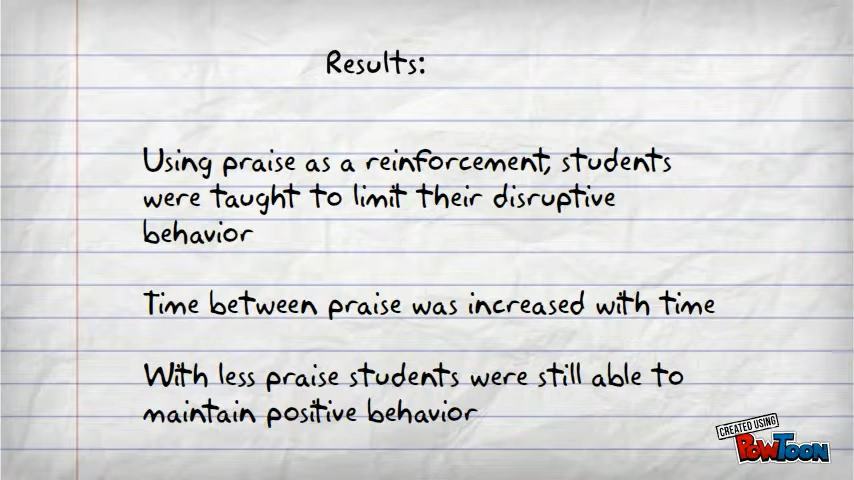 Results:
Using praise as a reinforcement, students
were taught to limit their disruptive
behavior
Time between praise was increased with time
With less praise students were still able to
maintain positive behavior
CREATED USING
POWTOON